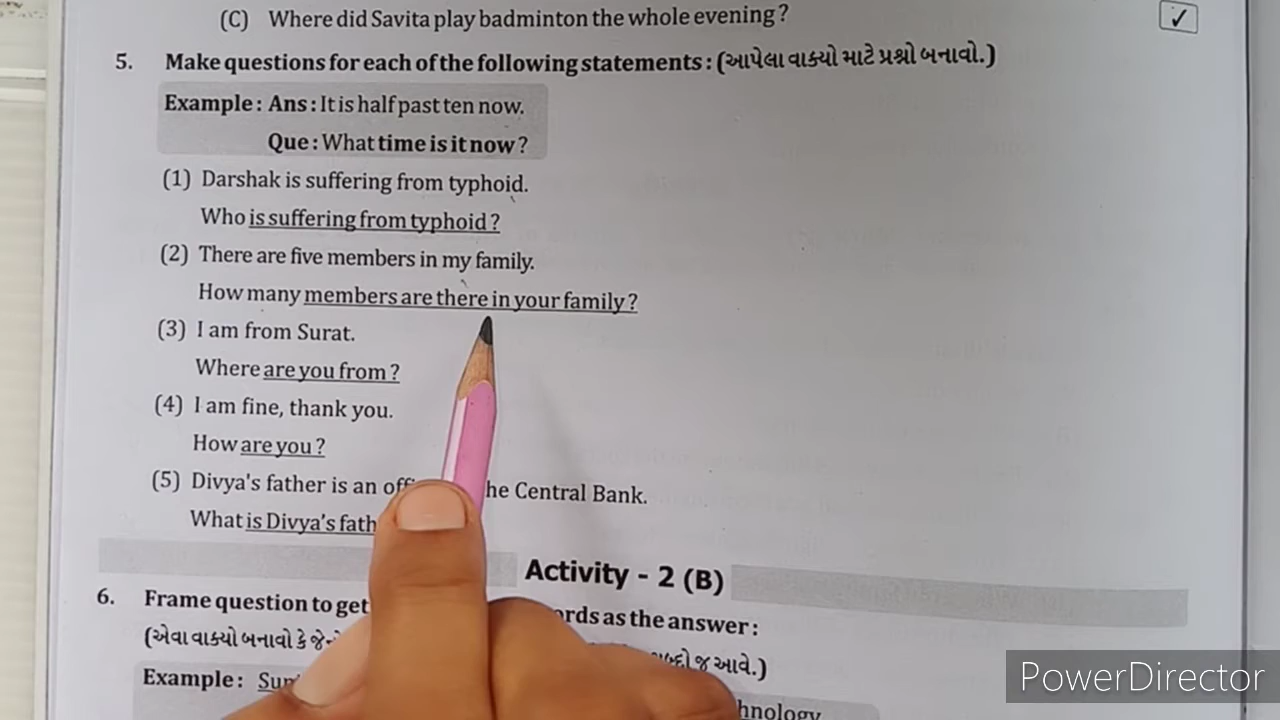 (C) Where did Savita play badminton the whole evening?
✓
5. Make questions for each of the following statements : (આપેલા વાક્યો માટે પ્રશ્નો બનાવો.)
Example : Ans : It is half past ten now.
Que : What time is it now ?
(1) Darshak is suffering from typhoid.
Who is suffering from typhoid ?
(2) There are five members in my family.
How many members are there in your family ?
(3) I am from Surat.
Where are you from ?
(4) I am fine, thank you.
How are you ?
(5) Divya's father is an he Central Bank.
What is Divya's
Activity - 2 (B)
6. Frame question to get as the answer :
(એવા વાક્યો બનાવો કે જ આવે.)
Example :
PowerDirector